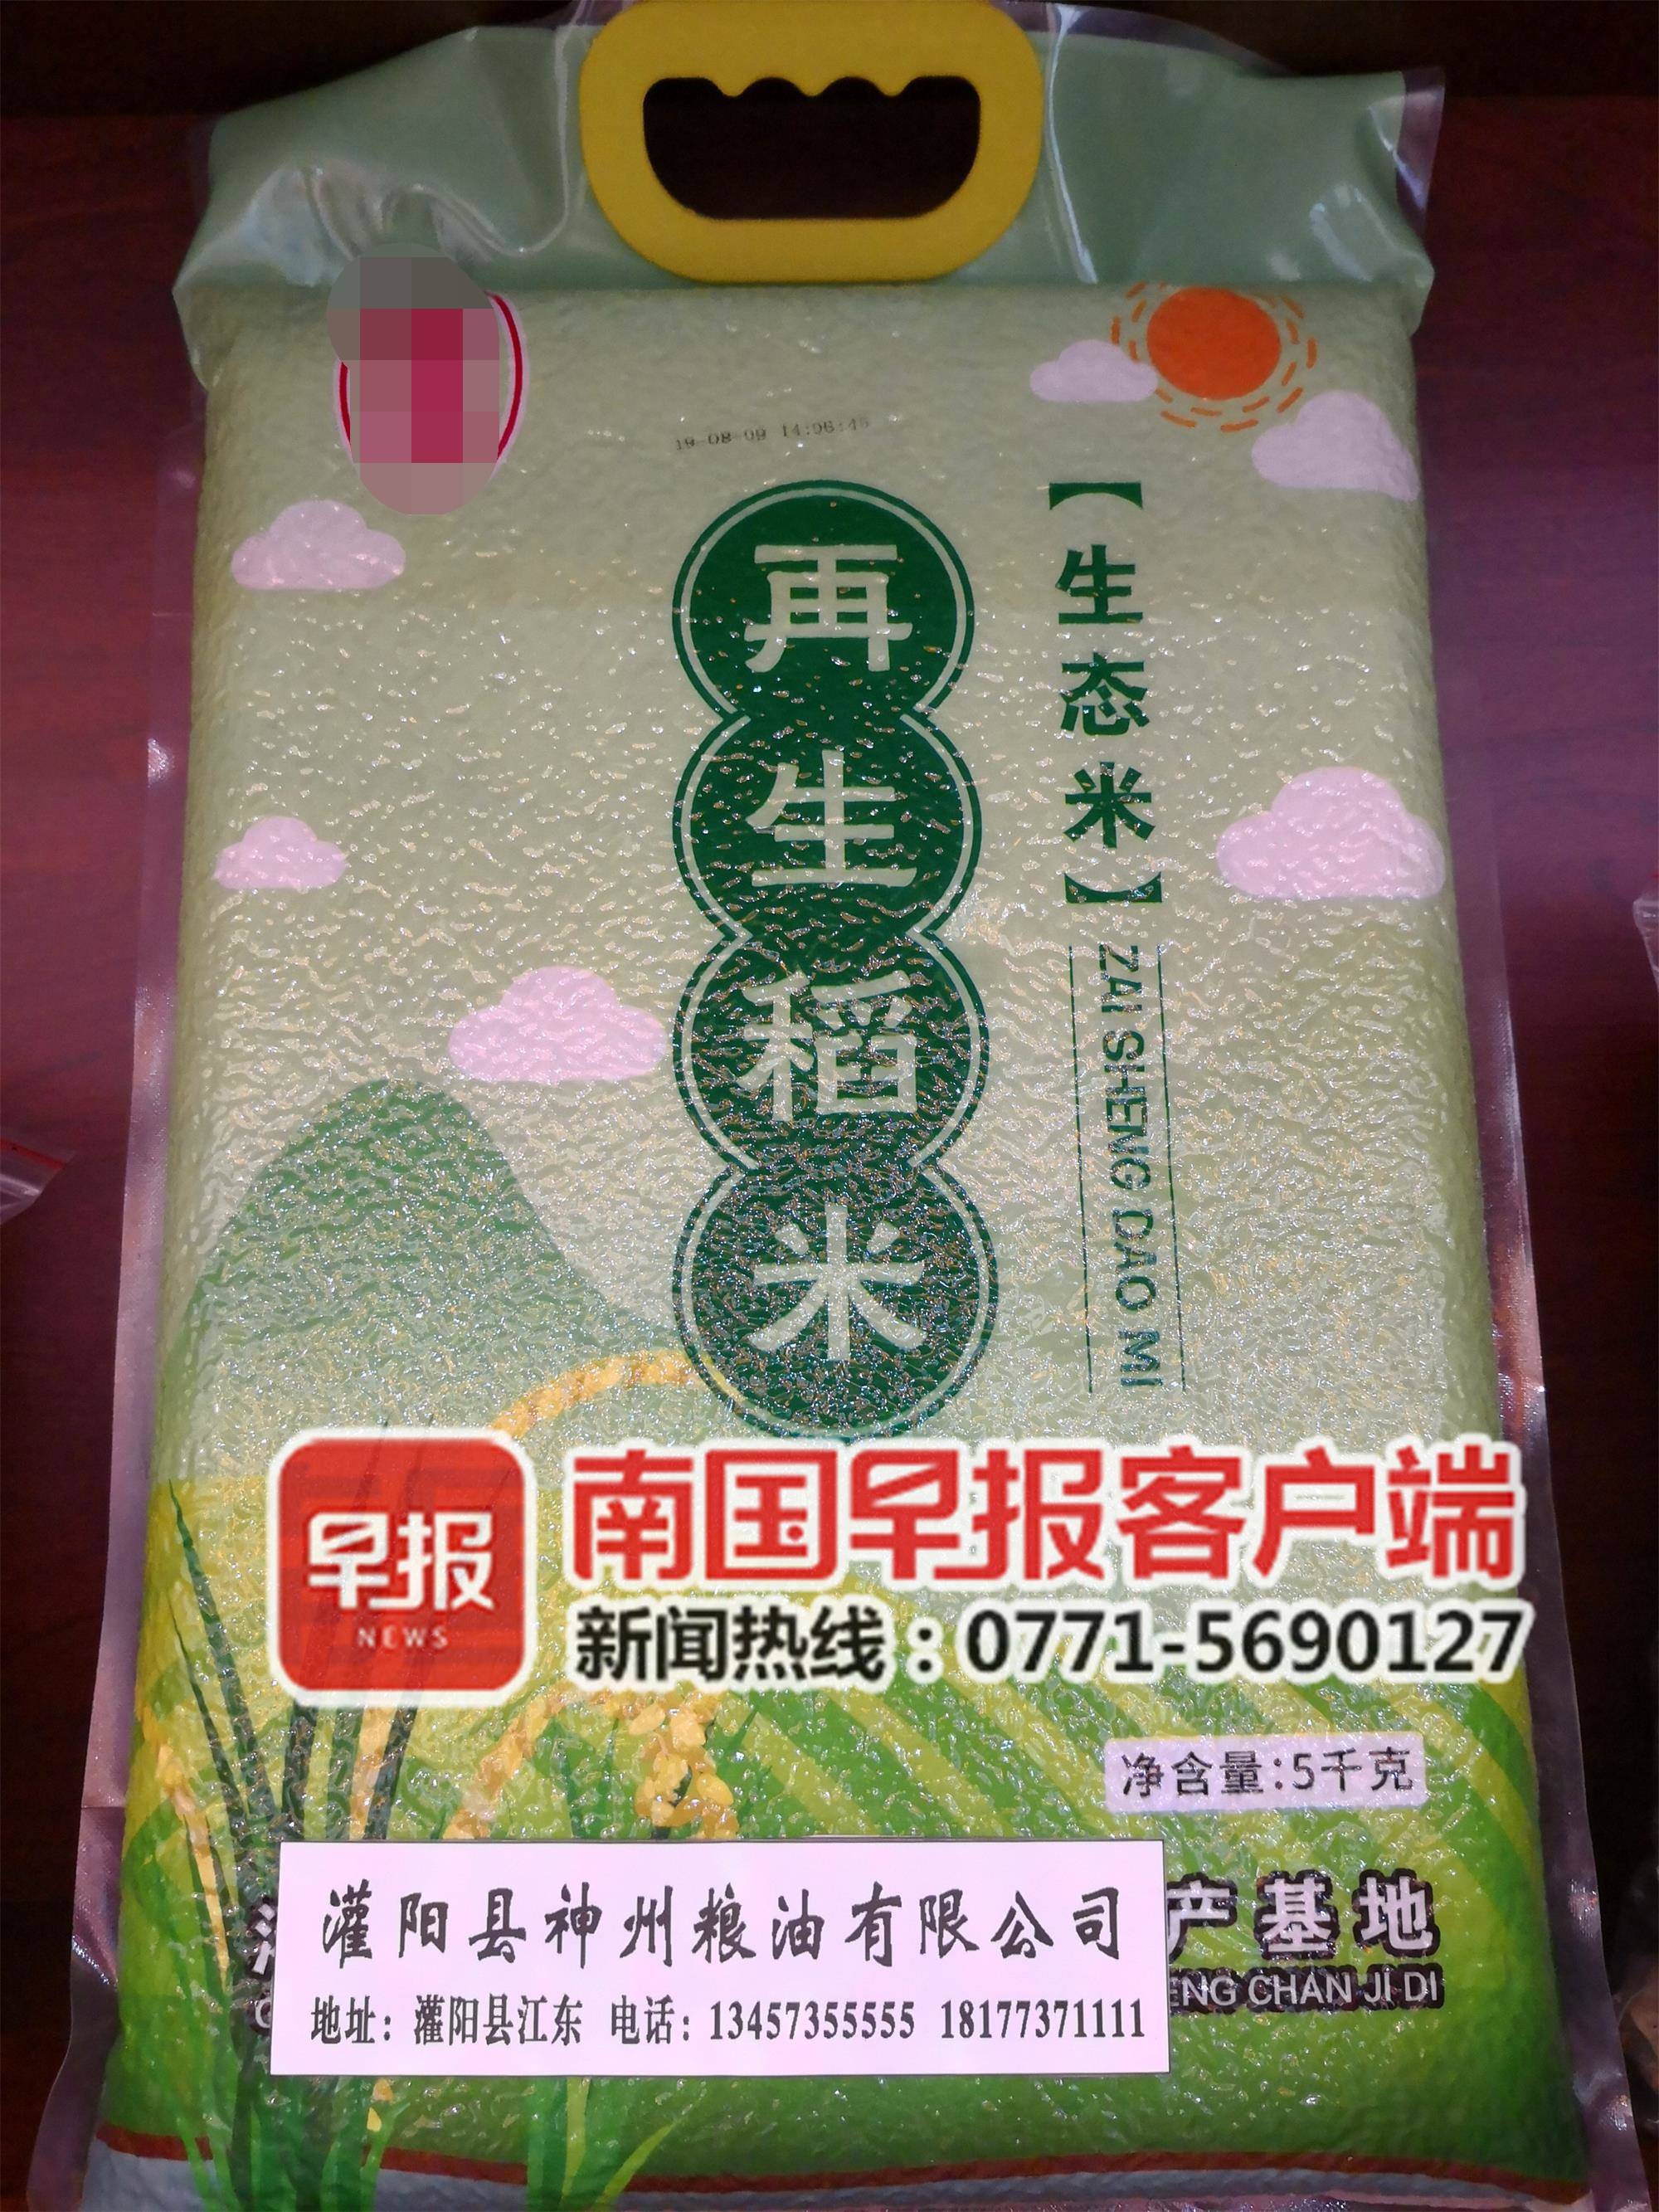 19-08-09 14:06:45
【生态米】
ZAI SHENG DAO MI
再生稻米
早报
NEWS
南国早报客户端
新闻热线：0771-5690127
净含量:5千克
产基地
ENG CHAN JI DI
灌阳县神州粮油有限公司
地址：灌阳县江东 电话：13457355555 18177371111